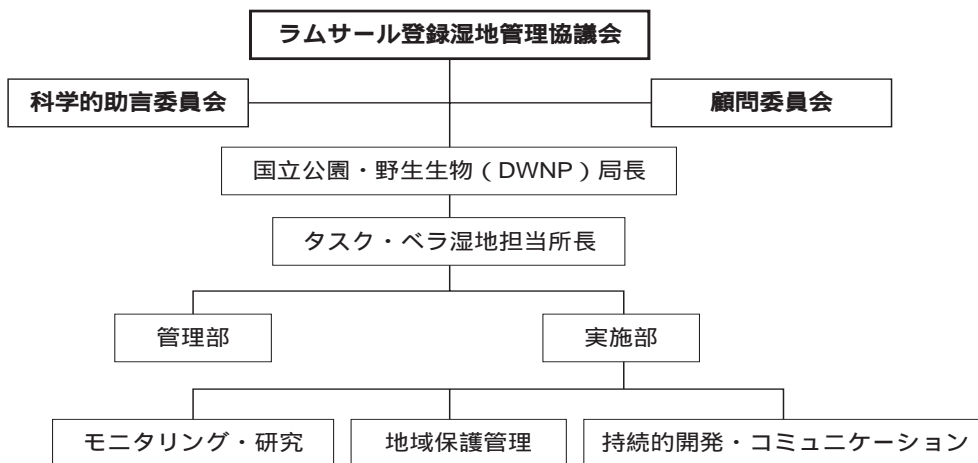 ラムサール登録湿地管理協議会
科学的助言委員会
顧問委員会
国立公園・野生生物（DWNP）局長
タスク・ベラ湿地担当所長
管理部
実施部
モニタリング・研究
地域保護管理
持続的開発・コミュニケーション